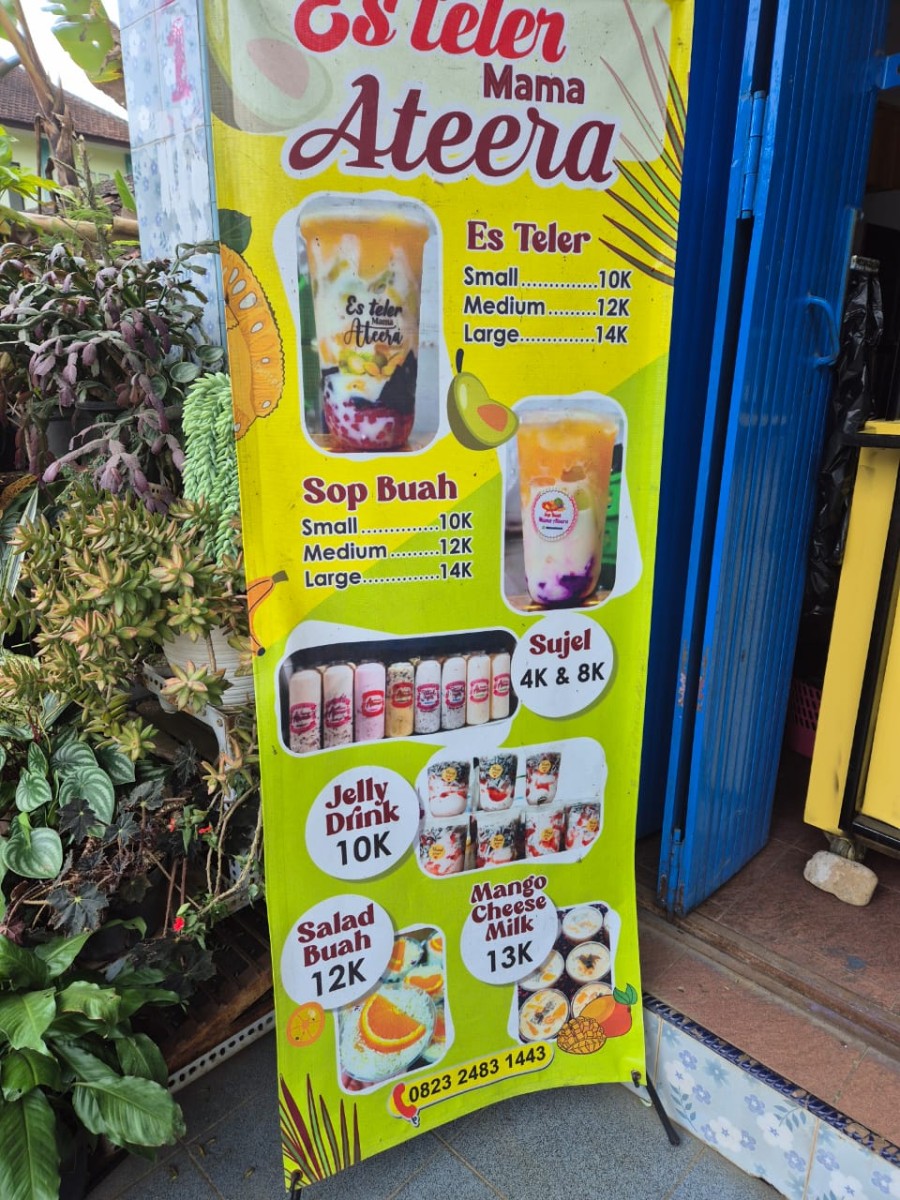 Es Teler
Mama
Ateera
Es Teler
Small..............10K
Medium.........12K
Large..............14K
Es teler
Mama
Ateera
Sop Buah
Small..............10K
Medium.........12K
Large..............14K
Sujel
4K & 8K
Jelly
Drink
10K
Salad
Buah
12K
Mango
Cheese
Milk
13K
0823 2483 1443